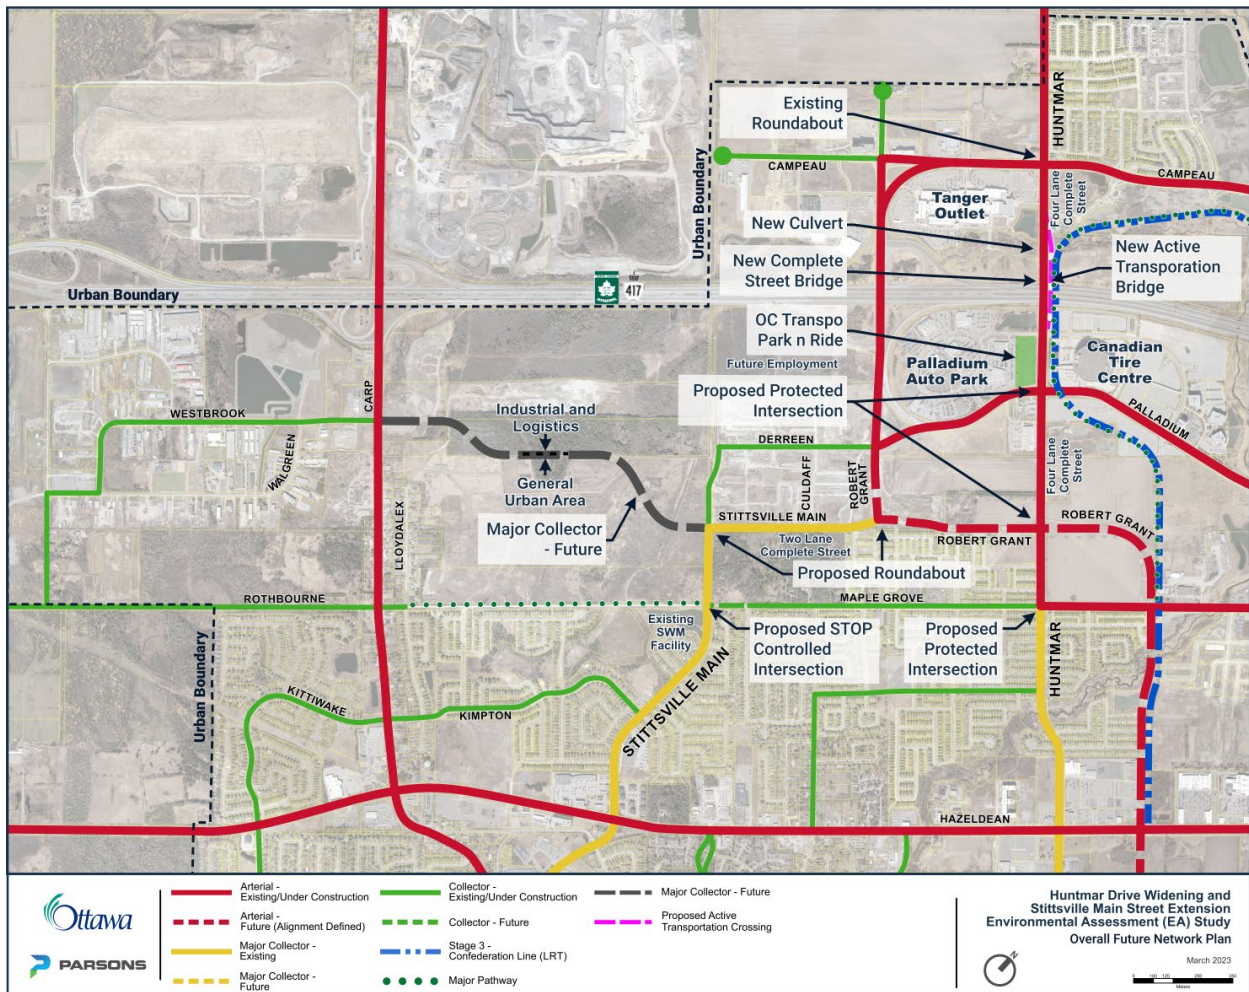 Existing
Roundabout
HUNTMAR
CAMPEAU
CAMPEAU
Urban Boundary
Four Lane
Complete
Street
Tanger
Outlet
New Culvert
New Complete
Street Bridge
New Active
Transporation
Bridge
417
Urban Boundary
OC Transpo
Park n Ride
Future Employment
Palladium
Auto Park
Canadian
Tire
Centre
Proposed Protected
Intersection
PALLADIUM
WESTBROOK
CARP
WALGREEN
Industrial and
Logistics
General
Urban Area
DERREEN
CULDAFF
ROBERT
GRANT
Four Lane
Complete
Street
Major Collector
- Future
STITTSVILLE MAIN
Two Lane
Complete Street
ROBERT GRANT
ROBERT GRANT
LLOYDALEX
Proposed Roundabout
ROTHBOURNE
MAPLE GROVE
Existing
SWM
Facility
Proposed STOP
Controlled
Intersection
Proposed
Protected
Intersection
HUNTMAR
Urban Boundary
KITTIWAKE
KIMPTON
STITTSVILLE MAIN
HAZELDEAN
Ottawa
PARSONS
Arterial -
Existing/Under Construction
Arterial -
Future (Alignment Defined)
Major Collector -
Existing
Major Collector -
Future
Collector -
Existing/Under Construction
Collector - Future
Stage 3 -
Confederation Line (LRT)
Major Pathway
Major Collector - Future
Proposed Active
Transportation Crossing
Huntmar Drive Widening and
Stittsville Main Street Extension
Environmental Assessment (EA) Study
Overall Future Network Plan
March 2023
N
Meters